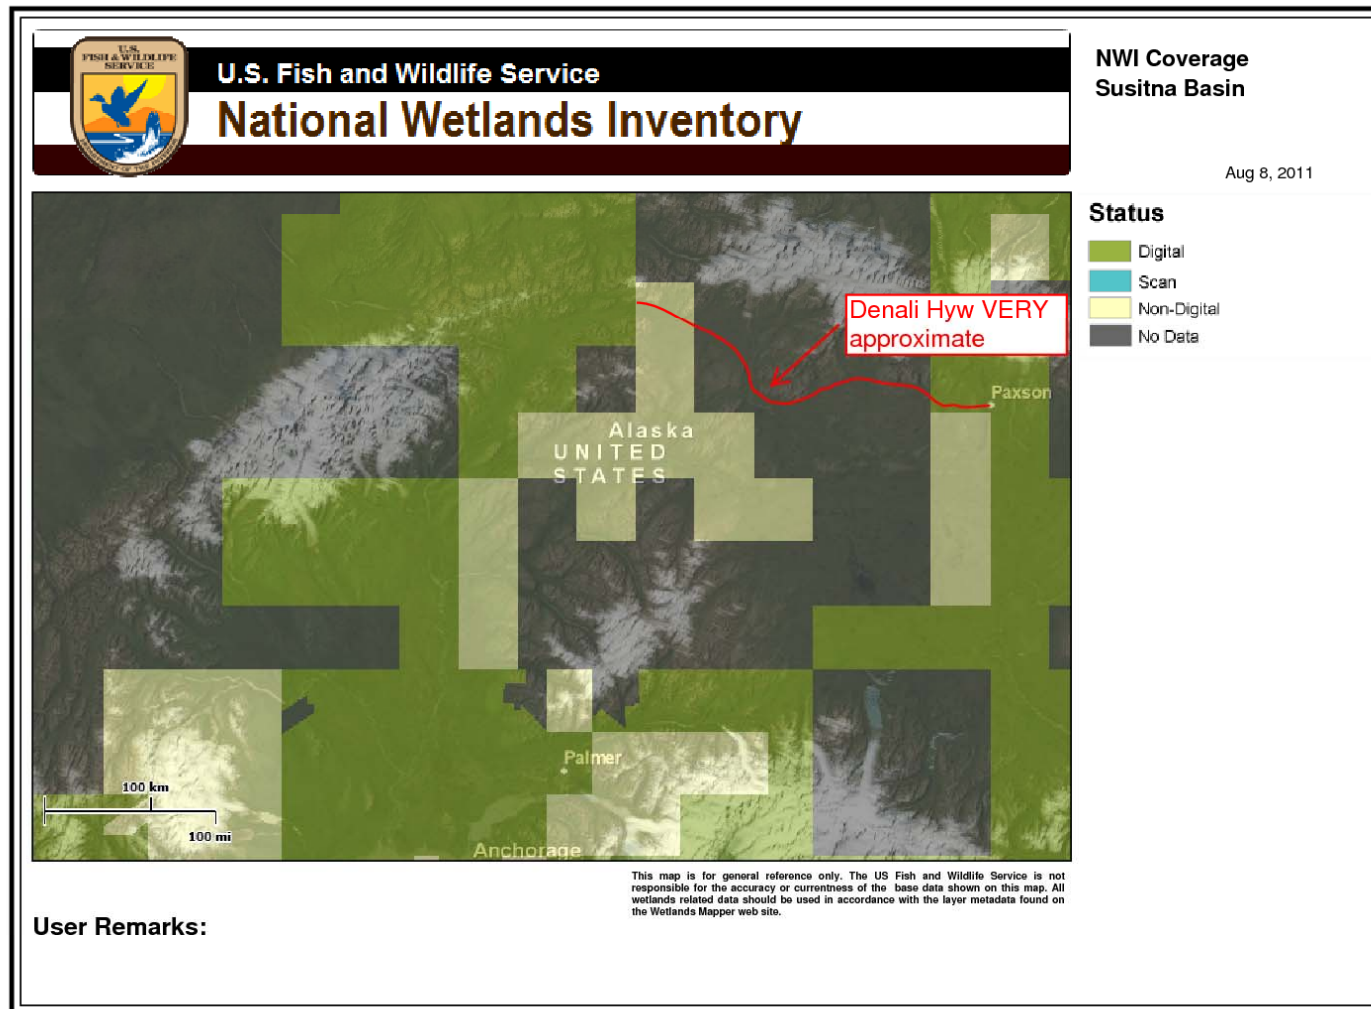 U.S.
FISH & WILDLIFE
SERVICE
U.S. Fish and Wildlife Service
National Wetlands Inventory
NWI Coverage
Susitna Basin
Aug 8, 2011
Status
Digital
Scan
Non-Digital
No Data
Denali Hyw VERY
approximate
Paxson
Alaska
UNITED
STATES
Palmer
100 km
100 mi
Anchorage
This map is for general reference only. The US Fish and Wildlife Service is not
responsible for the accuracy or currentness of the base data shown on this map. All
wetlands related data should be used in accordance with the layer metadata found on
the Wetlands Mapper web site.
User Remarks: